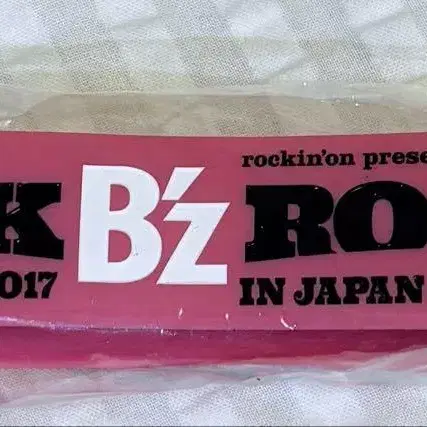 K
017
B'z
rockin'on prese
RO
IN JAPAN